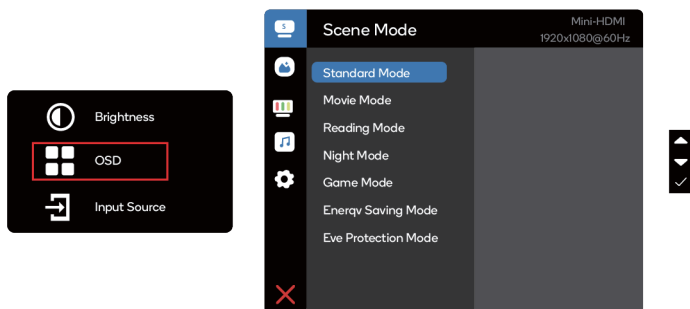 Brightness
OSD
Input Source
S
Scene Mode
Mini-HDMI
1920x1080@60Hz
Standard Mode
Movie Mode
Reading Mode
Night Mode
Game Mode
Energv Saving Mode
Eve Protection Mode